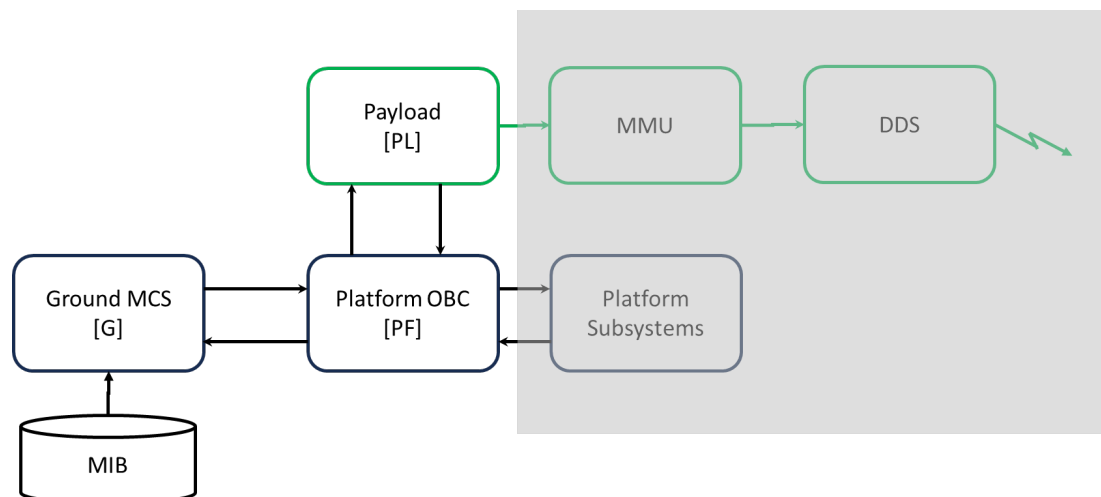 Payload
[PL]
MMU
DDS
Ground MCS
[G]
Platform OBC
[PF]
Platform
Subsystems
MIB